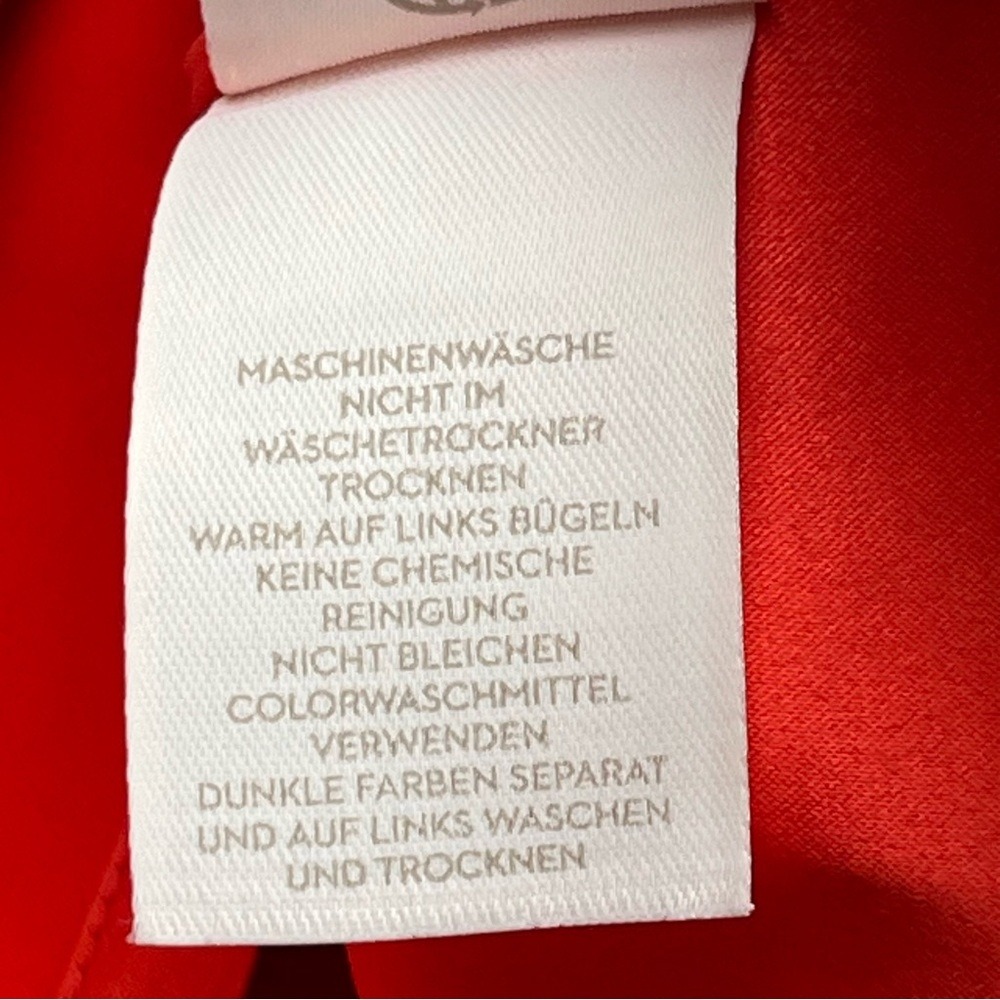 MASCHINENWÄSCHE
NICHT IM
WÄSCHETROCKNER
TROCKNEN
WARM AUF LINKS BÜGELN
KEINE CHEMISCHE
REINIGUNG
NICHT BLEICHEN
COLORWASCHMITTEL
VERWENDEN
DUNKLE FARBEN SEPARAT
UND AUF LINKS WASCHEN
UND TROCKNEN